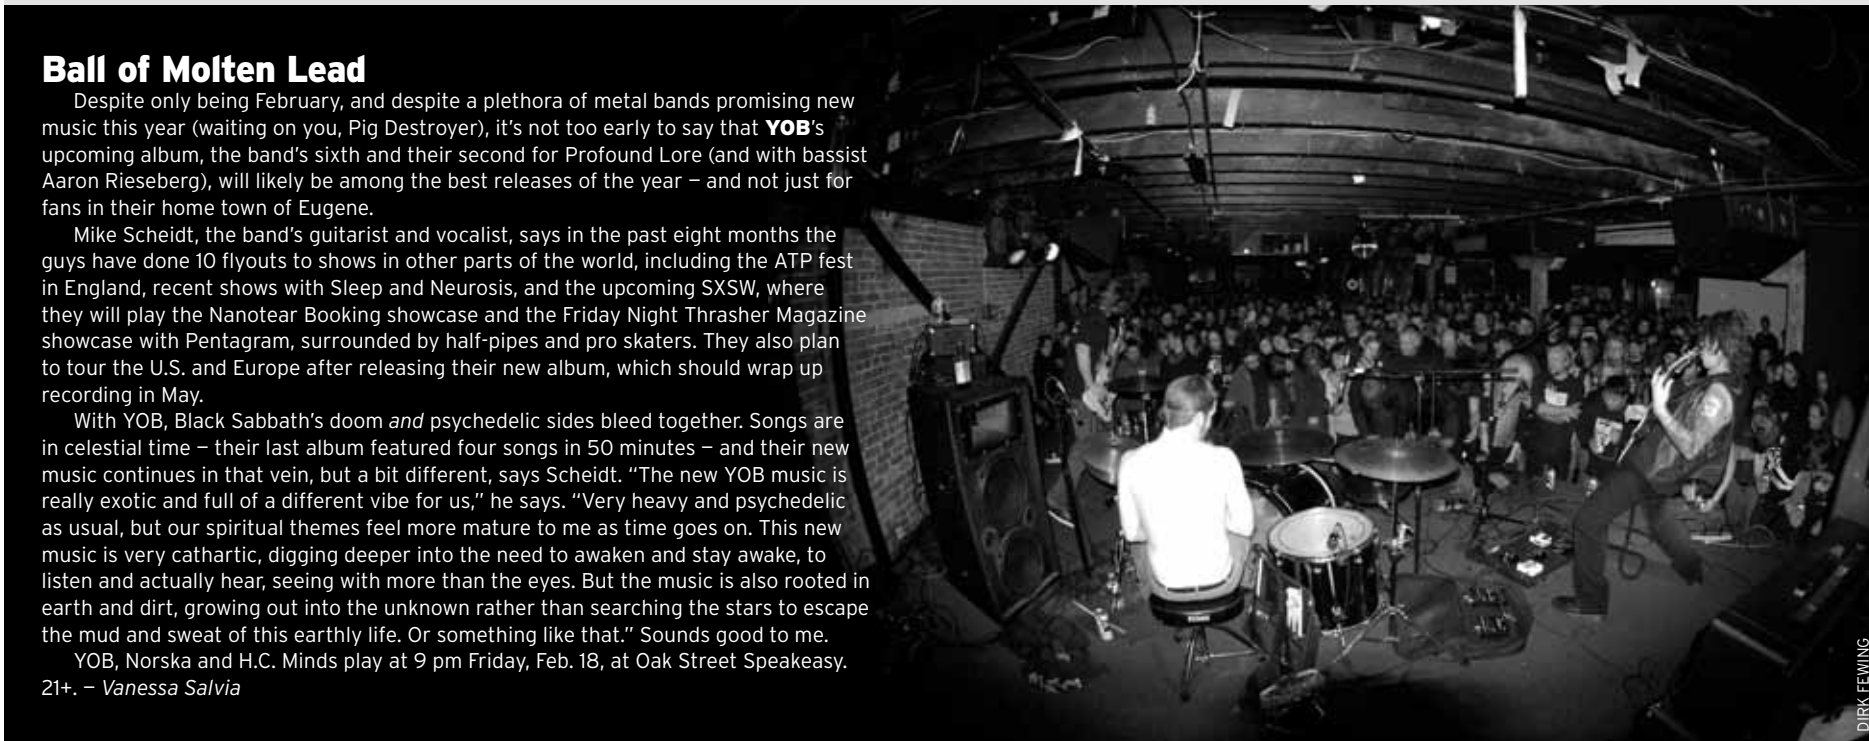 Ball of Molten Lead
Despite only being February, and despite a plethora of metal bands promising new
music this year (waiting on you, Pig Destroyer), it’s not too early to say that YOB’s
upcoming album, the band’s sixth and their second for Profound Lore (and with bassist
Aaron Rieseberg), will likely be among the best releases of the year — and not just for
fans in their home town of Eugene.
Mike Scheidt, the band’s guitarist and vocalist, says in the past eight months the
guys have done 10 flyouts to shows in other parts of the world, including the ATP fest
in England, recent shows with Sleep and Neurosis, and the upcoming SXSW, where
they will play the Nanotear Booking showcase and the Friday Night Thrasher Magazine
showcase with Pentagram, surrounded by half-pipes and pro skaters. They also plan
to tour the U.S. and Europe after releasing their new album, which should wrap up
recording in May.
With YOB, Black Sabbath’s doom and psychedelic sides bleed together. Songs are
in celestial time — their last album featured four songs in 50 minutes — and their new
music continues in that vein, but a bit different, says Scheidt. “The new YOB music is
really exotic and full of a different vibe for us,” he says. “Very heavy and psychedelic
as usual, but our spiritual themes feel more mature to me as time goes on. This new
music is very cathartic, digging deeper into the need to awaken and stay awake, to
listen and actually hear, seeing with more than the eyes. But the music is also rooted in
earth and dirt, growing out into the unknown rather than searching the stars to escape
the mud and sweat of this earthly life. Or something like that.” Sounds good to me.
YOB, Norska and H.C. Minds play at 9 pm Friday, Feb. 18, at Oak Street Speakeasy.
21+. — Vanessa Salvia
DIRK FEWING